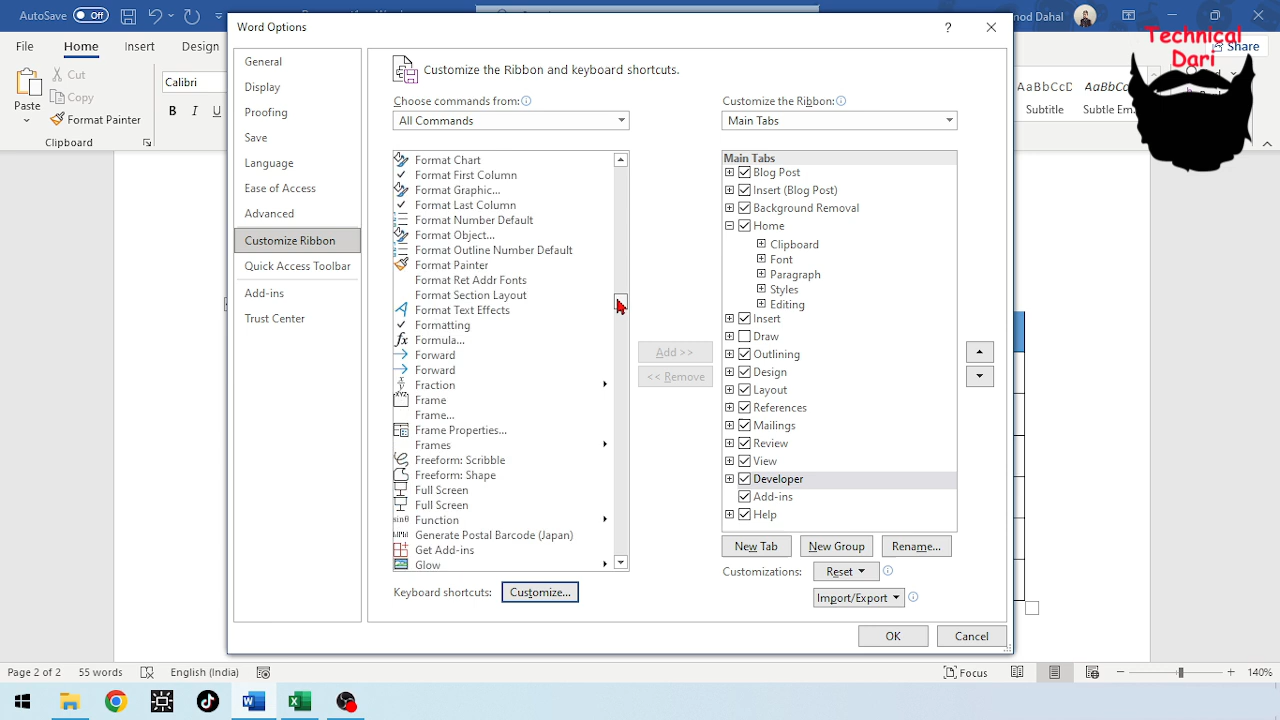 AutoSave Off
nod Dahal
Technical
Dari
Word Options
File
Home
Insert
Design
Share
Paste
Cut
Copy
Format Painter
Clipboard
Calibri
B I U
AaBbCcD
Subtitle
AaBbCc
Subtle Em...
General
Display
Proofing
Save
Language
Ease of Access
Advanced
Customize Ribbon
Quick Access Toolbar
Add-ins
Trust Center
Customize the Ribbon and keyboard shortcuts.
Choose commands from:
All Commands
Format Chart
Format First Column
Format Graphic...
Format Last Column
Format Number Default
Format Object...
Format Outline Number Default
Format Painter
Format Ret Addr Fonts
Format Section Layout
Format Text Effects
Formatting
Formula...
Forward
Forward
Fraction
Frame
Frame...
Frame Properties...
Frames
Freeform: Scribble
Freeform: Shape
Full Screen
Full Screen
Function
Generate Postal Barcode (Japan)
Get Add-ins
Glow
Keyboard shortcuts:
Customize...
Add >>
<< Remove
Customize the Ribbon:
Main Tabs
Main Tabs
Blog Post
Insert (Blog Post)
Background Removal
Home
Clipboard
Font
Paragraph
Styles
Editing
Insert
Draw
Outlining
Design
Layout
References
Mailings
Review
View
Developer
Add-ins
Help
New Tab
New Group
Rename...
Customizations:
Reset
Import/Export
OK
Cancel
Page 2 of 2
55 words
English (India)
Focus
140%